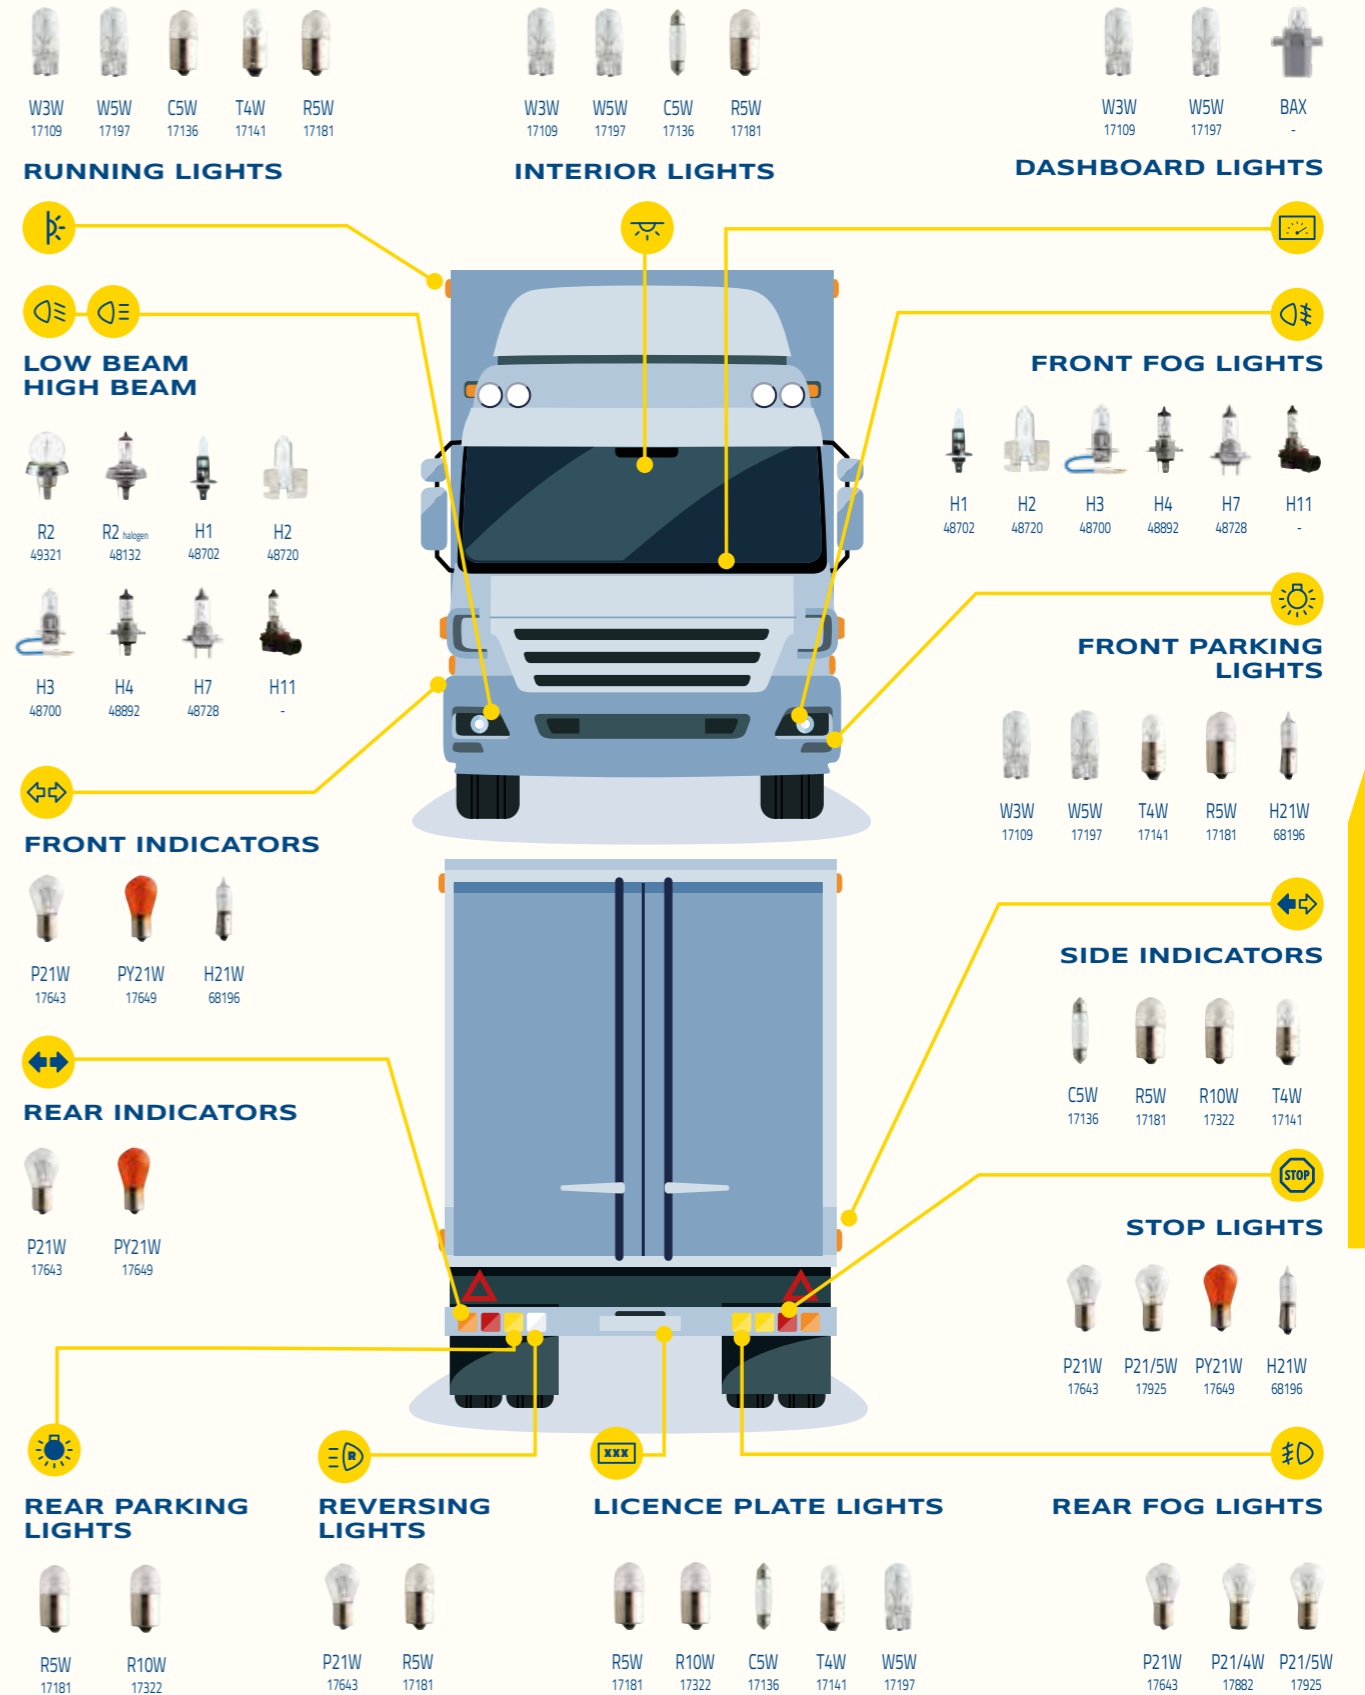 W3W W5W C5W T4W R5W
17109 17197 17136 17141 17181
RUNNING LIGHTS
W3W W5W C5W R5W
17109 17197 17136 17181
INTERIOR LIGHTS
W3W W5W BAX
17109 17197 -
DASHBOARD LIGHTS
LOW BEAM
HIGH BEAM
R2 R2 halogen H1 H2
49321 48132 48702 48720
H3 H4 H7 H11
48700 48892 48728 -
FRONT FOG LIGHTS
H1 H2 H3 H4 H7 H11
48702 48720 48700 48892 48728 -
FRONT PARKING
LIGHTS
W3W W5W T4W R5W H21W
17109 17197 17141 17181 68196
FRONT INDICATORS
P21W PY21W H21W
17643 17649 68196
SIDE INDICATORS
C5W R5W R10W T4W
17136 17181 17322 17141
REAR INDICATORS
P21W PY21W
17643 17649
STOP
STOP LIGHTS
P21W P21/5W PY21W H21W
17643 17925 17649 68196
REAR PARKING
LIGHTS
R5W R10W
17181 17322
R
REVERSING
LIGHTS
P21W R5W
17643 17181
XXX
LICENCE PLATE LIGHTS
R5W R10W C5W T4W W5W
17181 17322 17136 17141 17197
REAR FOG LIGHTS
P21W P21/4W P21/5W
17643 17882 17925